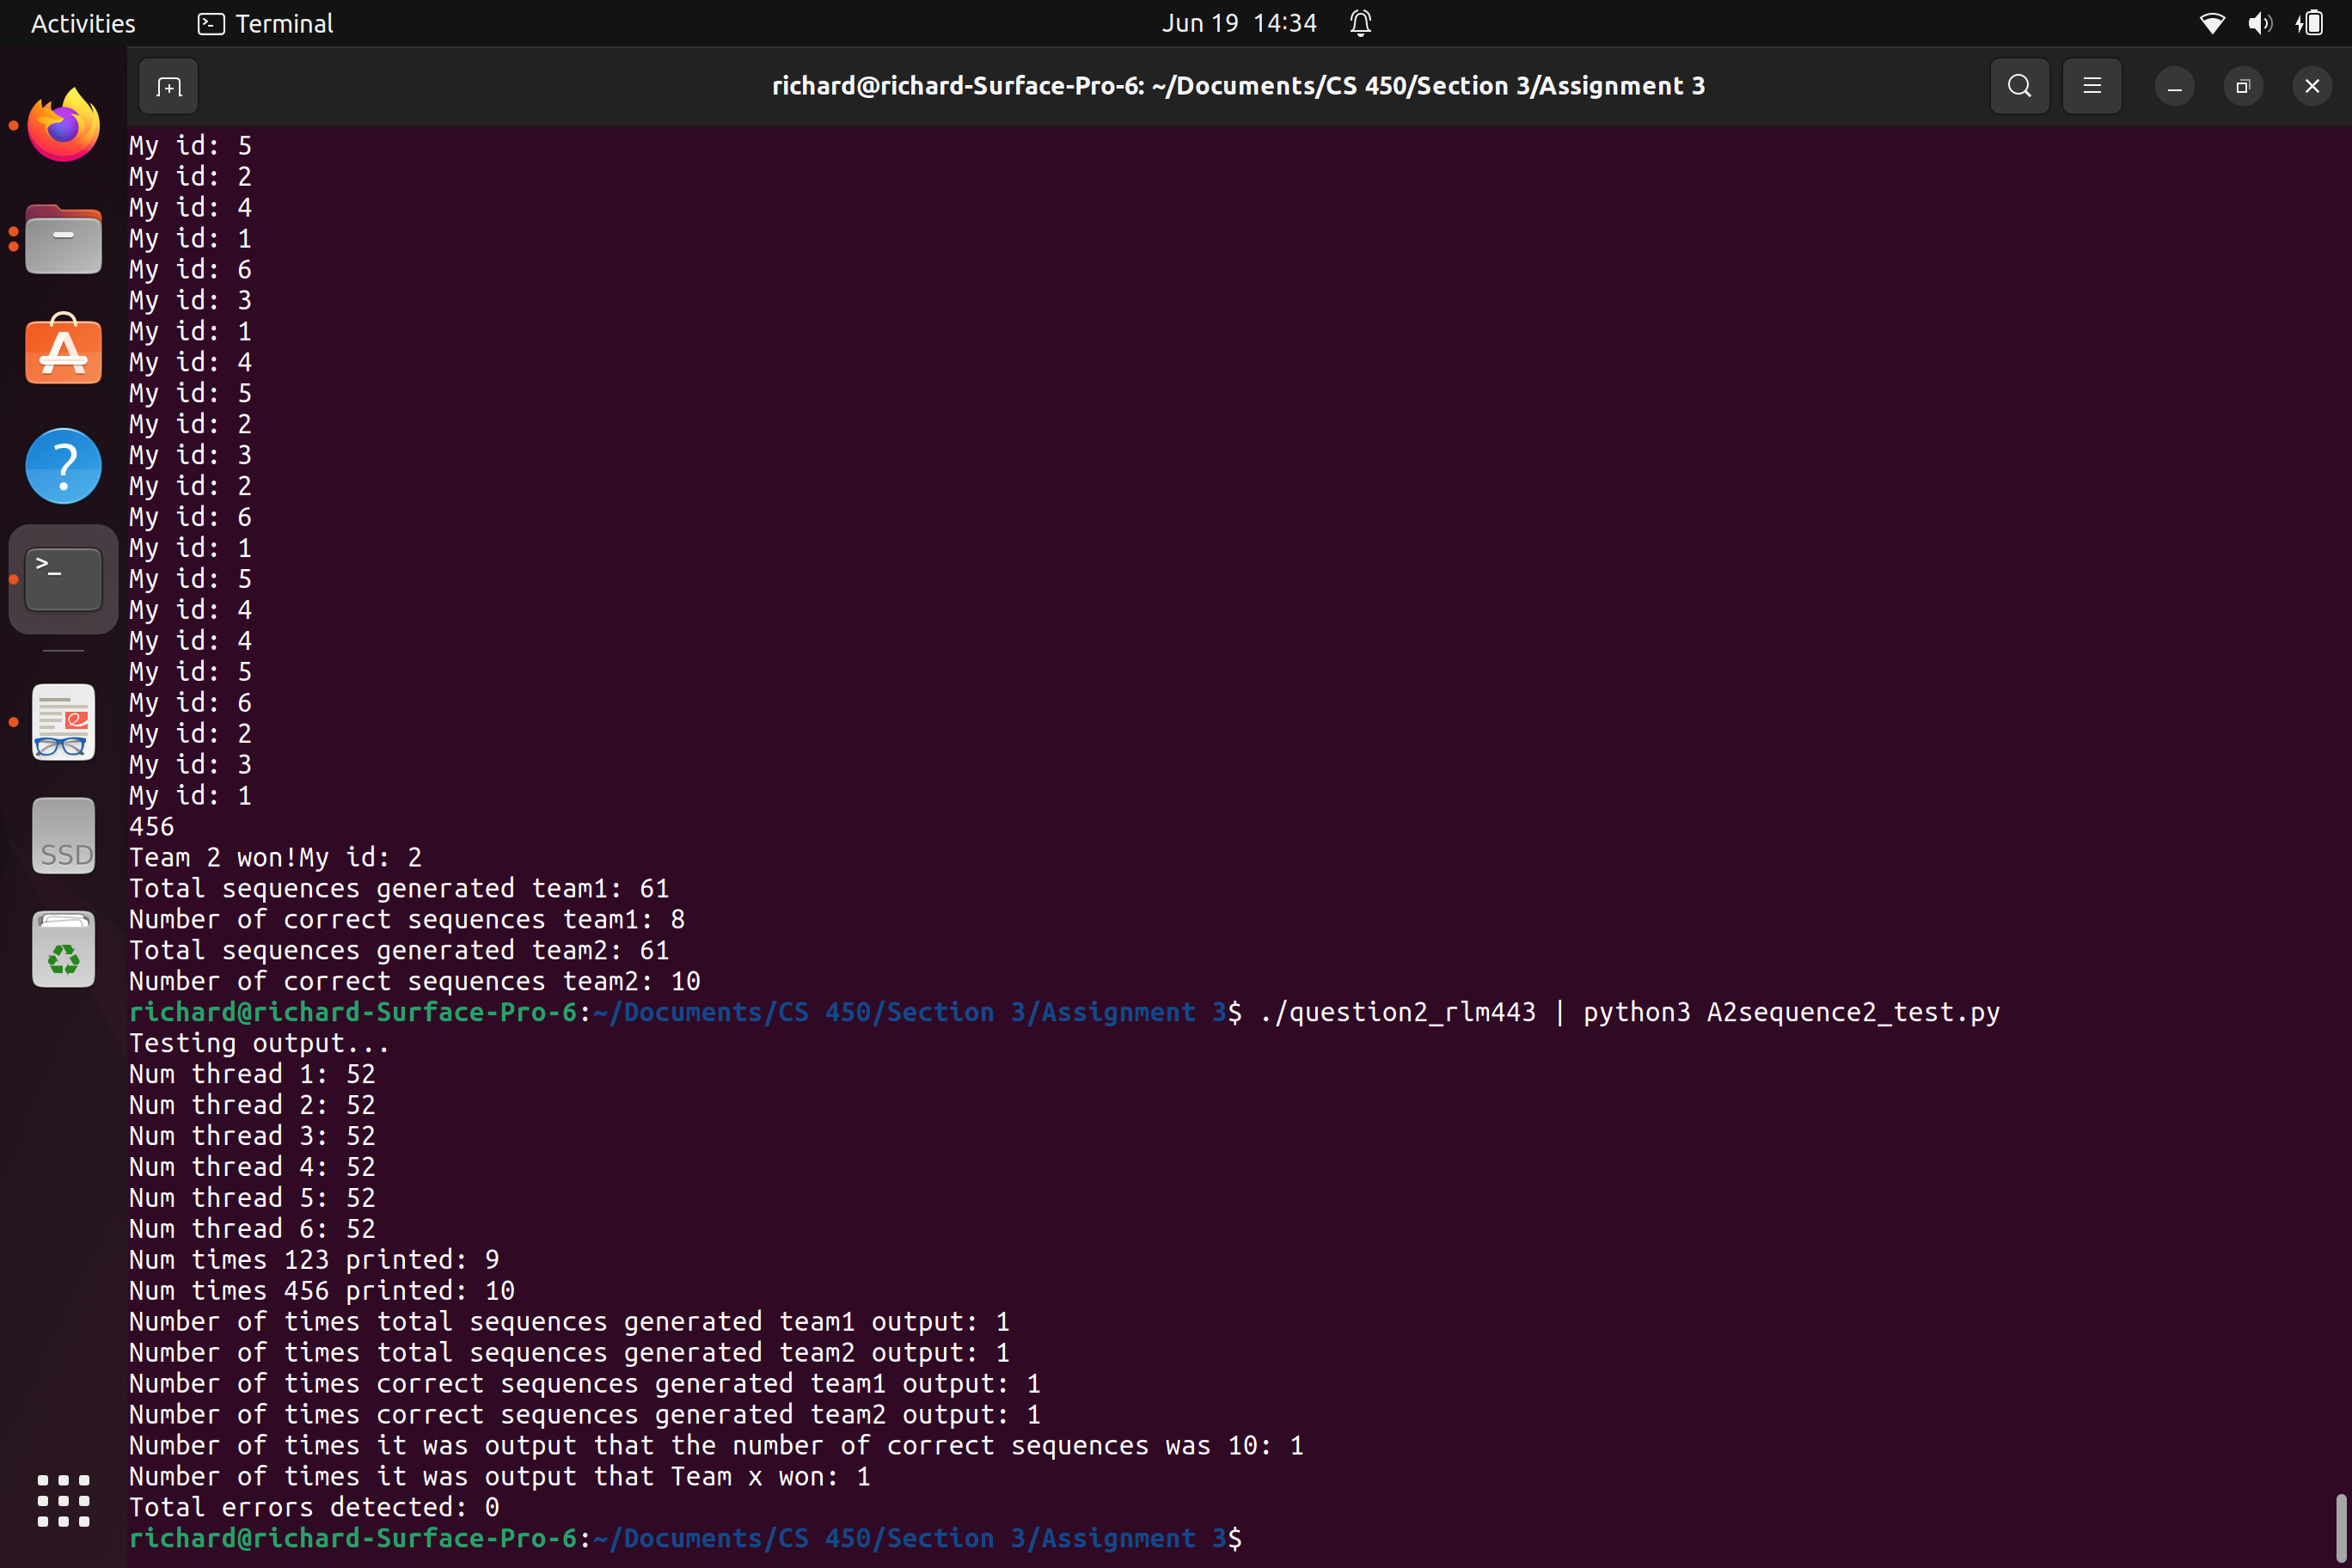 Activities Terminal Jun 19 14:34
richard@richard-Surface-Pro-6: ~/Documents/CS 450/Section 3/Assignment 3
My id: 5
My id: 2
My id: 4
My id: 1
My id: 6
My id: 3
My id: 1
My id: 4
My id: 5
My id: 2
My id: 3
My id: 2
My id: 6
My id: 1
My id: 5
My id: 4
My id: 4
My id: 5
My id: 6
My id: 2
My id: 3
My id: 1
456
Team 2 won!My id: 2
Total sequences generated team1: 61
Number of correct sequences team1: 8
Total sequences generated team2: 61
Number of correct sequences team2: 10
richard@richard-Surface-Pro-6:~/Documents/CS 450/Section 3/Assignment 3$ ./question2_rlm443 | python3 A2sequence2_test.py
Testing output...
Num thread 1: 52
Num thread 2: 52
Num thread 3: 52
Num thread 4: 52
Num thread 5: 52
Num thread 6: 52
Num times 123 printed: 9
Num times 456 printed: 10
Number of times total sequences generated team1 output: 1
Number of times total sequences generated team2 output: 1
Number of times correct sequences generated team1 output: 1
Number of times correct sequences generated team2 output: 1
Number of times it was output that the number of correct sequences was 10: 1
Number of times it was output that Team x won: 1
Total errors detected: 0
richard@richard-Surface-Pro-6:~/Documents/CS 450/Section 3/Assignment 3$
SSD